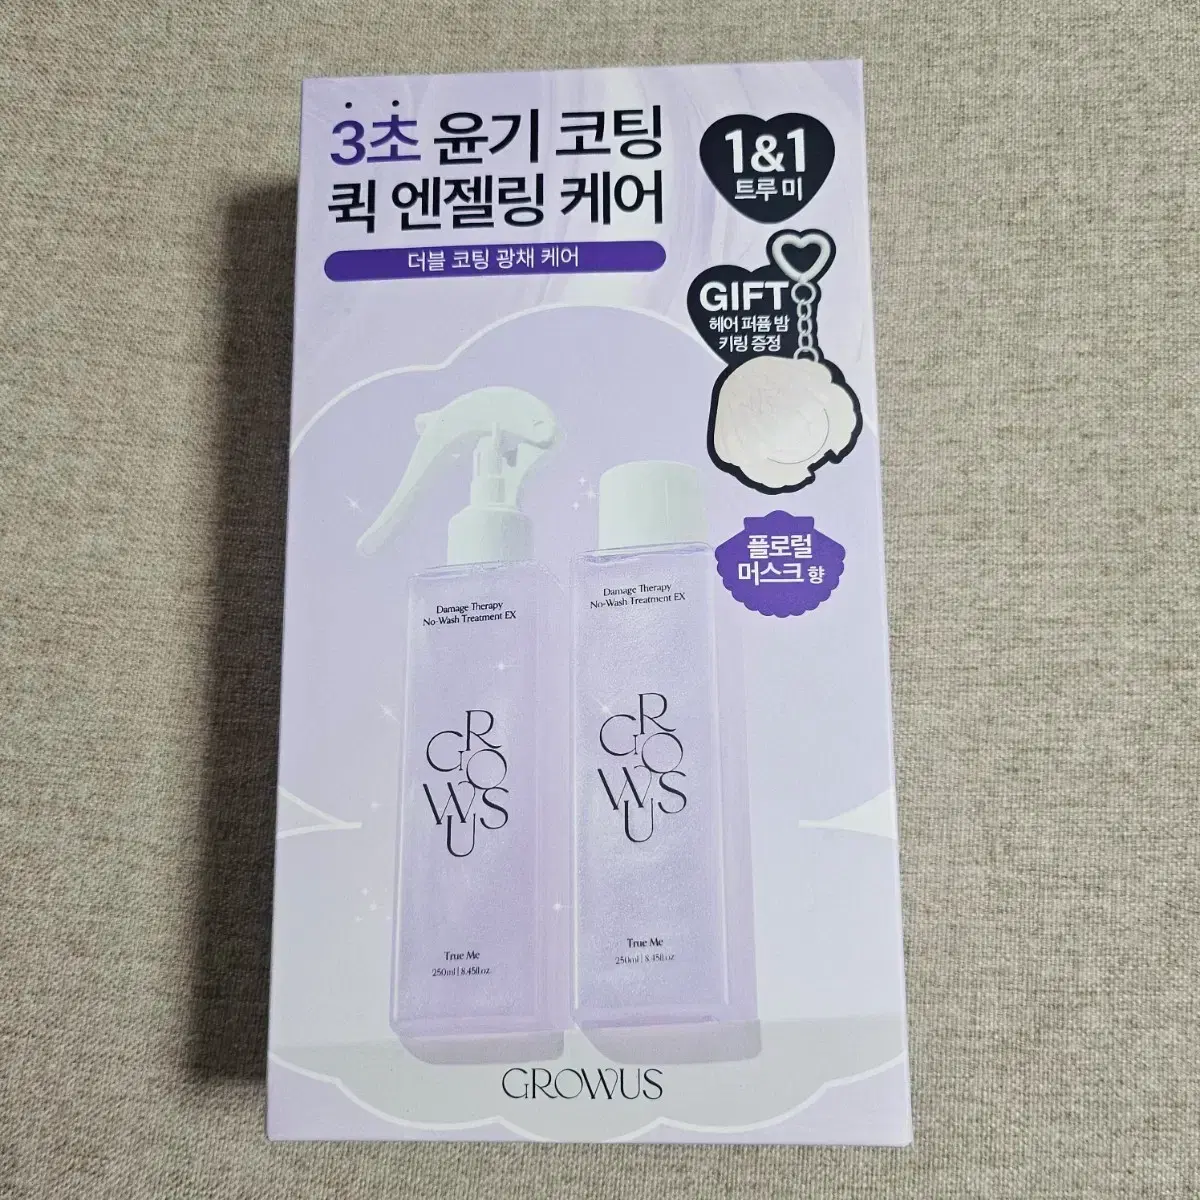 3초 윤기 코팅
퀵 엔젤링 케어
더블 코팅 광채 케어
1&1
트루 미
GIFT
헤어 퍼퓸 밤
키링 증정
플로럴
머스크 향
Damage Therapy
No-Wash Treatment EX
GROWUS
True Me
250ml | 8.45fl.oz
Damage Therapy
No-Wash Treatment EX
GROWUS
True Me
250ml | 8.45fl.oz
GROWUS